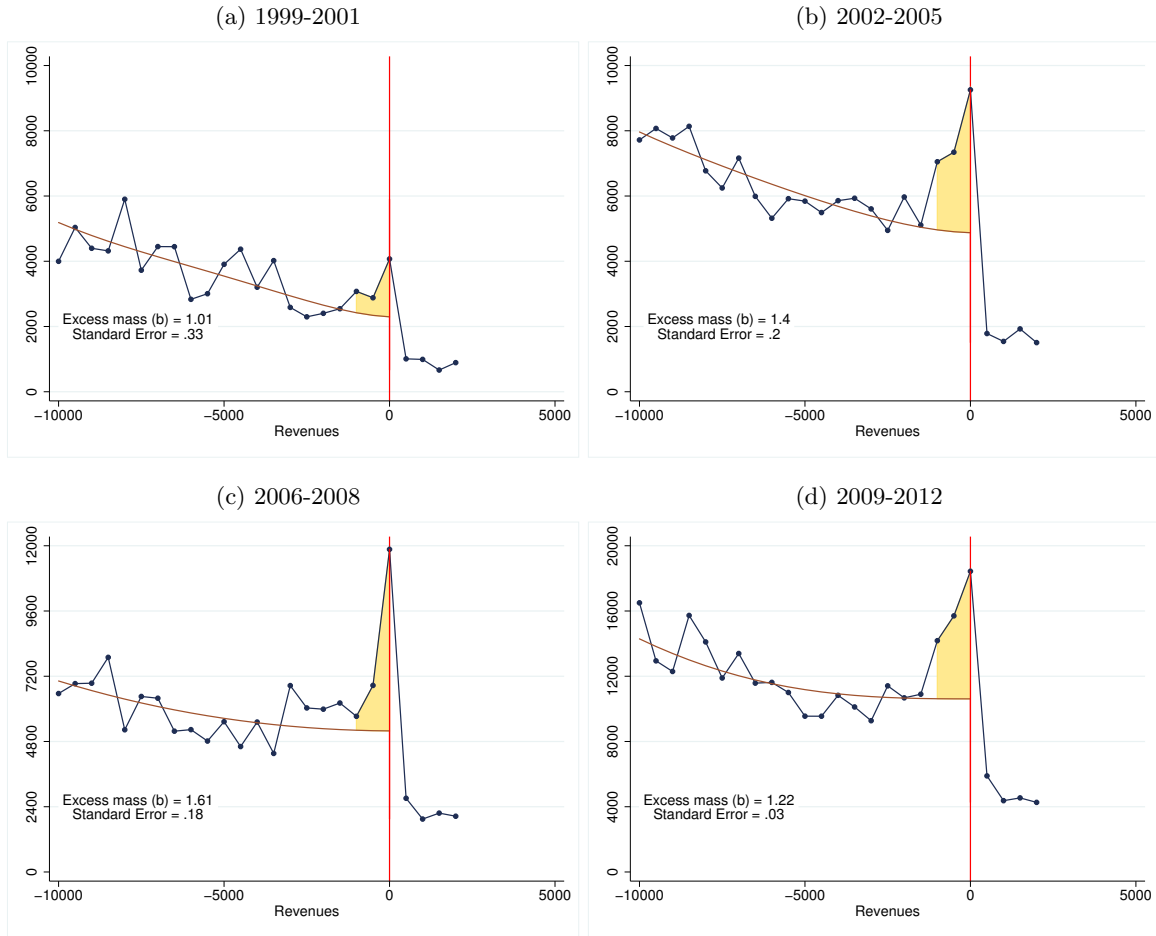 (a) 1999-2001
10000
8000
6000
4000
2000
0
Excess mass (b) = 1.01
Standard Error = .33
−10000 −5000 0 5000
Revenues
(b) 2002-2005
10000
8000
6000
4000
2000
0
Excess mass (b) = 1.4
Standard Error = .2
−10000 −5000 0 5000
Revenues
(c) 2006-2008
12000
9600
7200
4800
2400
0
Excess mass (b) = 1.61
Standard Error = .18
−10000 −5000 0 5000
Revenues
(d) 2009-2012
20000
16000
12000
8000
4000
0
Excess mass (b) = 1.22
Standard Error = .03
−10000 −5000 0 5000
Revenues